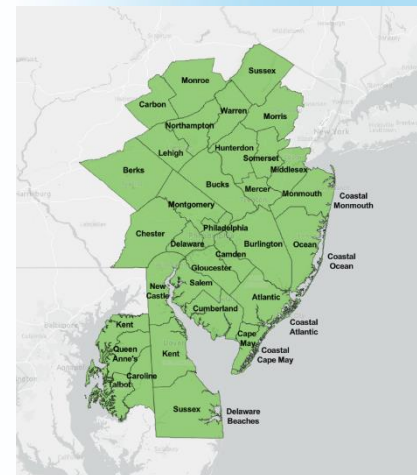 Sussex
Monroe
Carbon
Warren
Morris
Northampton
Lehigh
Hunterdon
Somerset
Berks
Middlesex
Bucks
Mercer
Monmouth
Coastal
Monmouth
Montgomery
Chester
Philadelphia
Delaware
Camden
Burlington
Ocean
Coastal
Ocean
Gloucester
New
Castle
Salem
Atlantic
Cumberland
Coastal
Atlantic
Kent
Cape
May
Coastal
Cape May
Queen
Anne's
Kent
Caroline
Talbot
Sussex
Delaware
Beaches